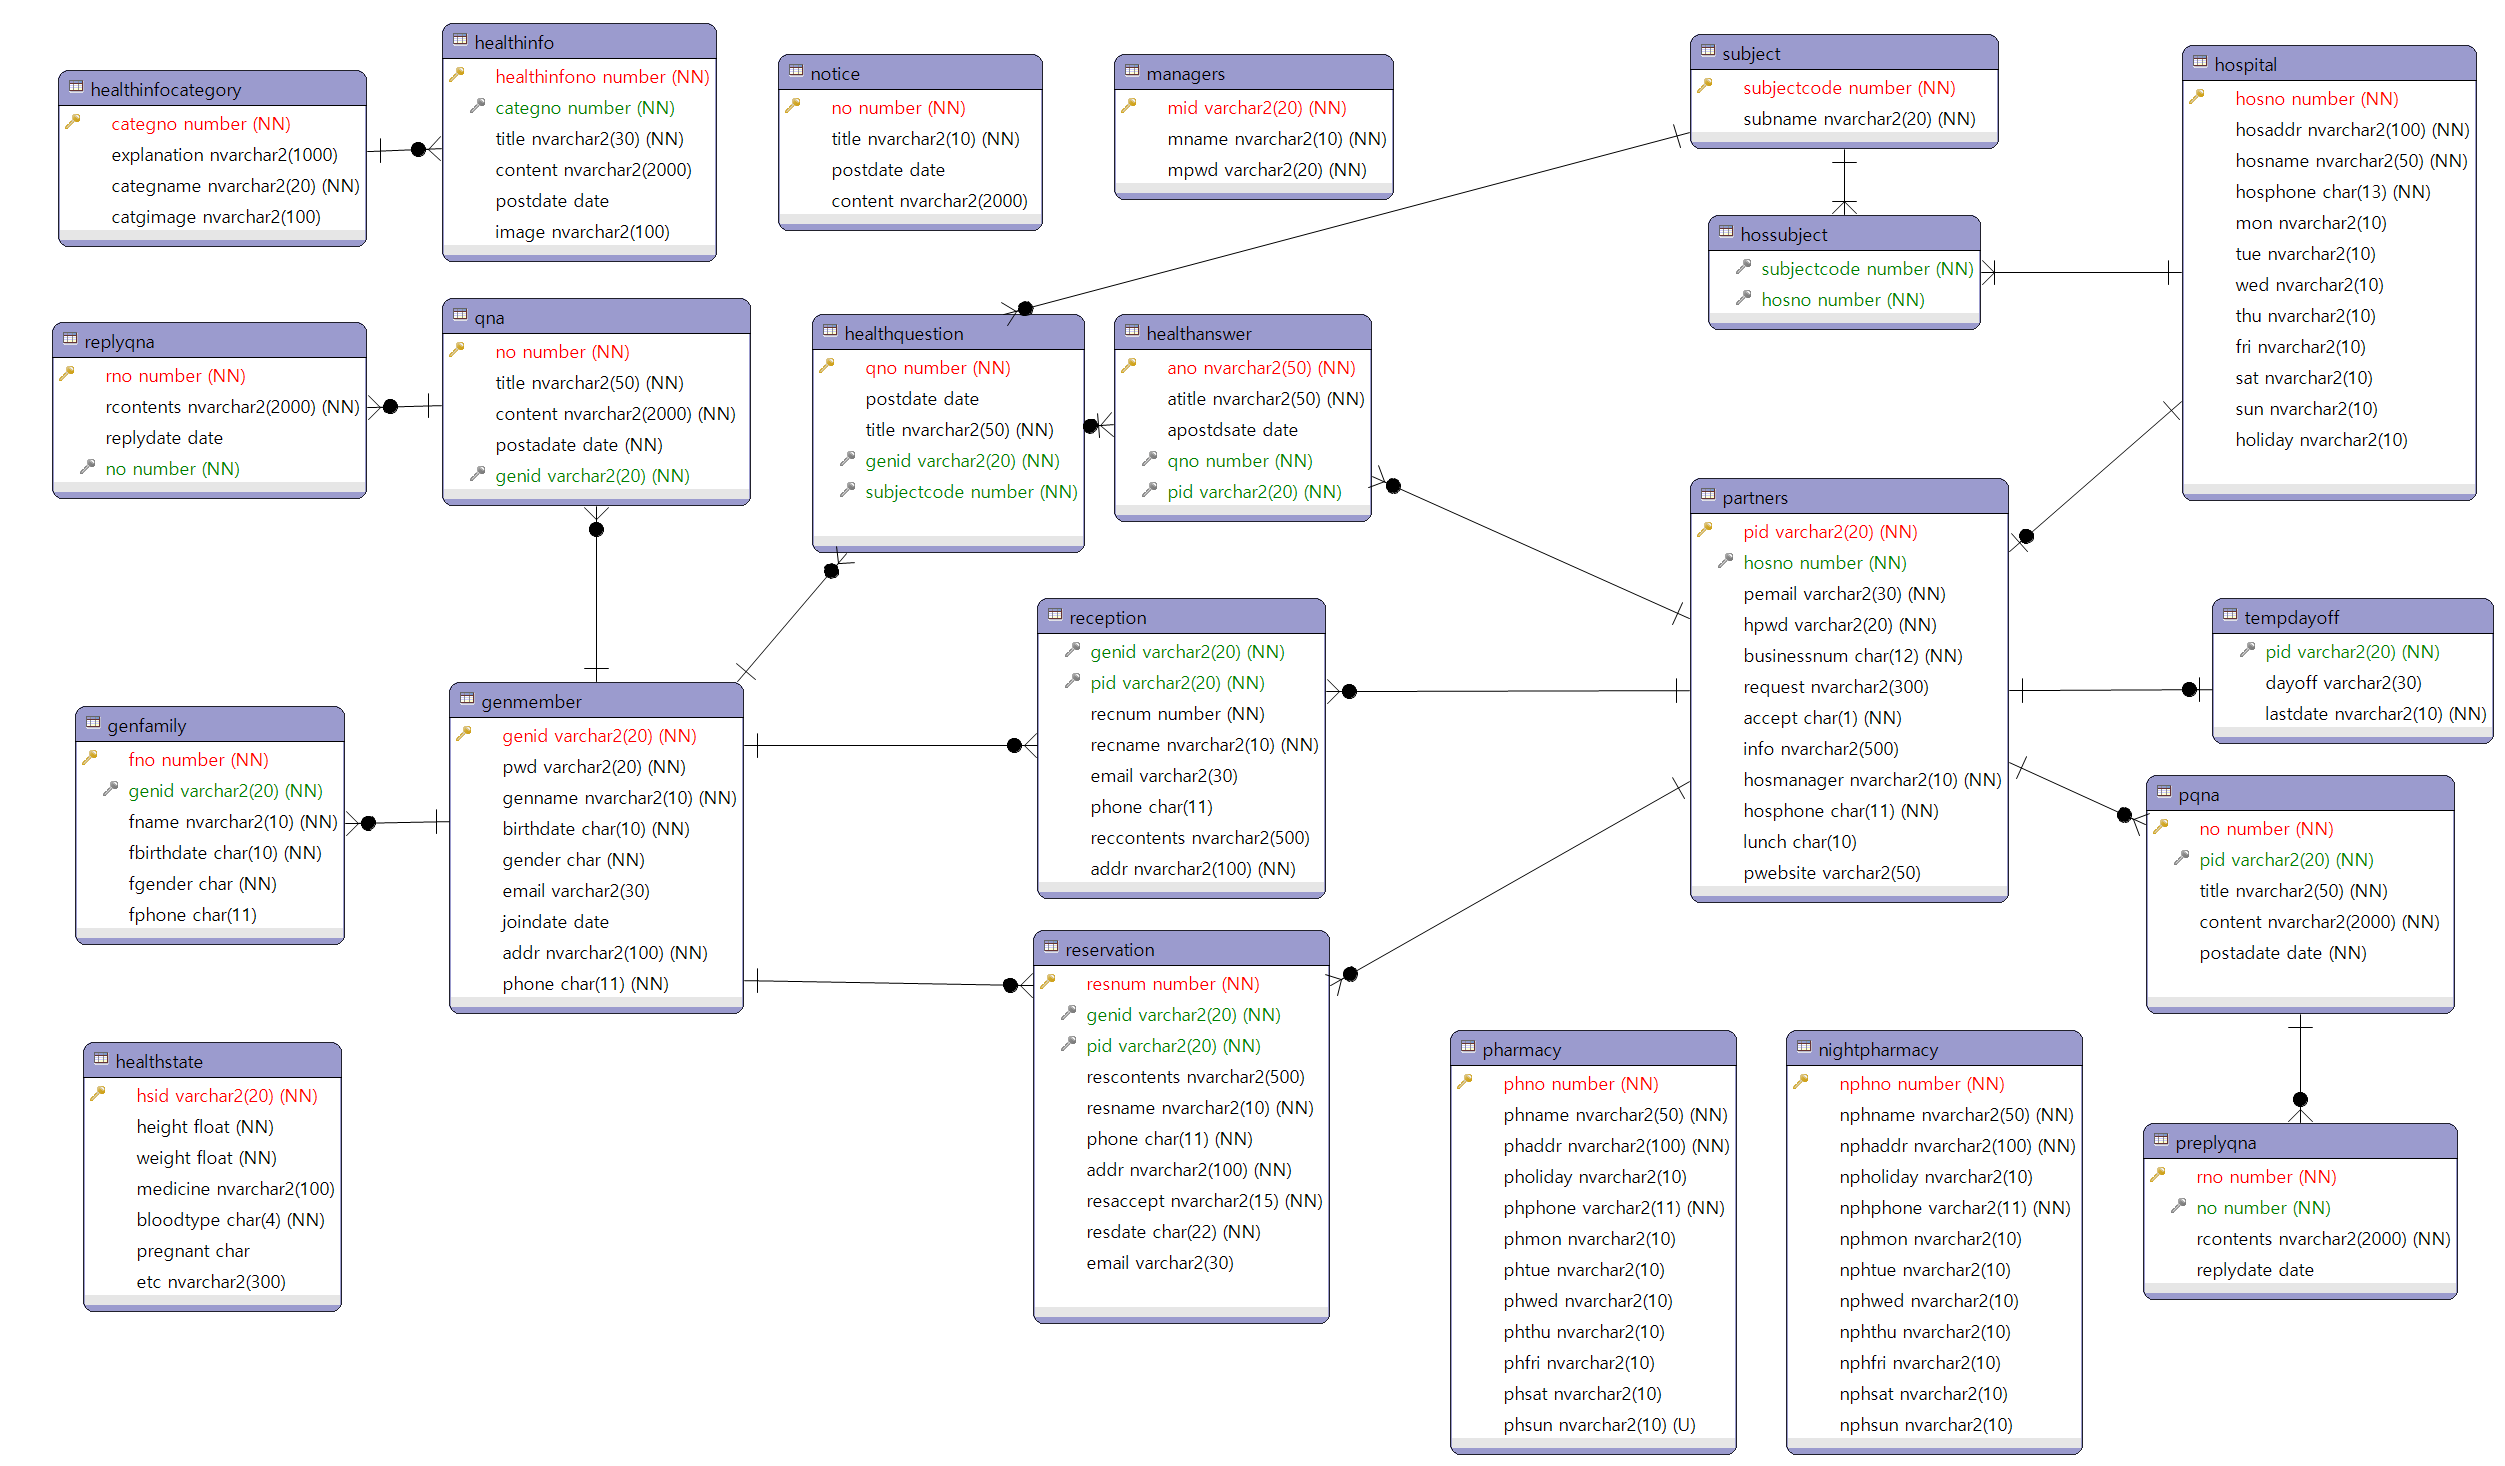 healthinfocategory
categno number (NN)
explanation nvarchar2(1000)
categname nvarchar2(20) (NN)
catgimage nvarchar2(100)
healthinfo
healthinfono number (NN)
categno number (NN)
title nvarchar2(30) (NN)
content nvarchar2(2000)
postdate date
image nvarchar2(100)
notice
no number (NN)
title nvarchar2(10) (NN)
postdate date
content nvarchar2(2000)
managers
mid varchar2(20) (NN)
mname nvarchar2(10) (NN)
mpwd varchar2(20) (NN)
subject
subjectcode number (NN)
subname nvarchar2(20) (NN)
hospital
hosno number (NN)
hosaddr nvarchar2(100) (NN)
hosname nvarchar2(50) (NN)
hosphone char(13) (NN)
mon nvarchar2(10)
tue nvarchar2(10)
wed nvarchar2(10)
thu nvarchar2(10)
fri nvarchar2(10)
sat nvarchar2(10)
sun nvarchar2(10)
holiday nvarchar2(10)
hossubject
subjectcode number (NN)
hosno number (NN)
replyqna
rno number (NN)
rcontents nvarchar2(2000) (NN)
replydate date
no number (NN)
qna
no number (NN)
title nvarchar2(50) (NN)
content nvarchar2(2000) (NN)
postadate date (NN)
genid varchar2(20) (NN)
healthquestion
qno number (NN)
postdate date
title nvarchar2(50) (NN)
genid varchar2(20) (NN)
subjectcode number (NN)
healthanswer
ano nvarchar2(50) (NN)
atitle nvarchar2(50) (NN)
apostdsate date
qno number (NN)
pid varchar2(20) (NN)
partners
pid varchar2(20) (NN)
hosno number (NN)
pemail varchar2(30) (NN)
hpwd varchar2(20) (NN)
businessnum char(12) (NN)
request nvarchar2(300)
accept char(1) (NN)
info nvarchar2(500)
hosmanager nvarchar2(10) (NN)
hosphone char(11) (NN)
lunch char(10)
pwebsite varchar2(50)
tempdayoff
pid varchar2(20) (NN)
dayoff varchar2(30)
lastdate nvarchar2(10) (NN)
reception
genid varchar2(20) (NN)
pid varchar2(20) (NN)
recnum number (NN)
recname nvarchar2(10) (NN)
email varchar2(30)
phone char(11)
reccontents nvarchar2(500)
addr nvarchar2(100) (NN)
genfamily
fno number (NN)
genid varchar2(20) (NN)
fname nvarchar2(10) (NN)
fbirthdate char(10) (NN)
fgender char (NN)
fphone char(11)
genmember
genid varchar2(20) (NN)
pwd varchar2(20) (NN)
genname nvarchar2(10) (NN)
birthdate char(10) (NN)
gender char (NN)
email varchar2(30)
joindate date
addr nvarchar2(100) (NN)
phone char(11) (NN)
pqna
no number (NN)
pid varchar2(20) (NN)
title nvarchar2(50) (NN)
content nvarchar2(2000) (NN)
postadate date (NN)
reservation
resnum number (NN)
genid varchar2(20) (NN)
pid varchar2(20) (NN)
rescontents nvarchar2(500)
resname nvarchar2(10) (NN)
phone char(11) (NN)
addr nvarchar2(100) (NN)
resaccept nvarchar2(15) (NN)
resdate char(22) (NN)
email varchar2(30)
healthstate
hsid varchar2(20) (NN)
height float (NN)
weight float (NN)
medicine nvarchar2(100)
bloodtype char(4) (NN)
pregnant char
etc nvarchar2(300)
pharmacy
phno number (NN)
phname nvarchar2(50) (NN)
phaddr nvarchar2(100) (NN)
pholiday nvarchar2(10)
phphone varchar2(11) (NN)
phmon nvarchar2(10)
phtue nvarchar2(10)
phwed nvarchar2(10)
phthu nvarchar2(10)
phfri nvarchar2(10)
phsat nvarchar2(10)
phsun nvarchar2(10) (U)
nightpharmacy
nphno number (NN)
nphname nvarchar2(50) (NN)
nphaddr nvarchar2(100) (NN)
npholiday nvarchar2(10)
nphphone varchar2(11) (NN)
nphmon nvarchar2(10)
nphtue nvarchar2(10)
nphwed nvarchar2(10)
nphthu nvarchar2(10)
nphfri nvarchar2(10)
nphsat nvarchar2(10)
nphsun nvarchar2(10)
preplyqna
rno number (NN)
no number (NN)
rcontents nvarchar2(2000) (NN)
replydate date